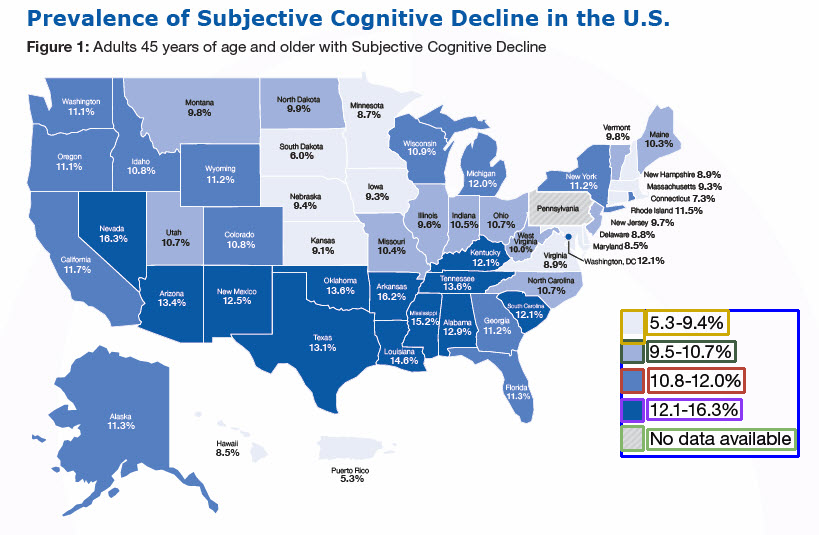 Prevalence of Subjective Cognitive Decline in the U.S.
Figure 1: Adults 45 years of age and older with Subjective Cognitive Decline
Washington
11.1%
Montana
9.8%
North Dakota
9.9%
Minnesota
8.7%
Vermont
9.8%
Maine
10.3%
Oregon
11.1%
Idaho
10.8%
Wyoming
11.2%
South Dakota
6.0%
Wisconsin
10.9%
Michigan
12.0%
New York
11.2%
New Hampshire 8.9%
Massachusetts 9.3%
Connecticut 7.3%
Rhode Island 11.5%
New Jersey 9.7%
Delaware 8.8%
Maryland 8.5%
Washington, DC 12.1%
Nevada
16.3%
Utah
10.7%
Colorado
10.8%
Nebraska
9.4%
Iowa
9.3%
Illinois
9.6%
Indiana
10.5%
Ohio
10.7%
Pennsylvania
California
11.7%
Kansas
9.1%
Missouri
10.4%
Kentucky
12.1%
West
Virginia
10.0%
Virginia
8.9%
Arizona
13.4%
New Mexico
12.5%
Oklahoma
13.6%
Arkansas
16.2%
Tennessee
13.6%
North Carolina
10.7%
Texas
13.1%
Louisiana
14.6%
Mississippi
15.2%
Alabama
12.9%
Georgia
11.2%
South Carolina
12.1%
Florida
11.3%
Alaska
11.3%
Hawaii
8.5%
Puerto Rico
5.3%
5.3-9.4%
9.5-10.7%
10.8-12.0%
12.1-16.3%
No data available